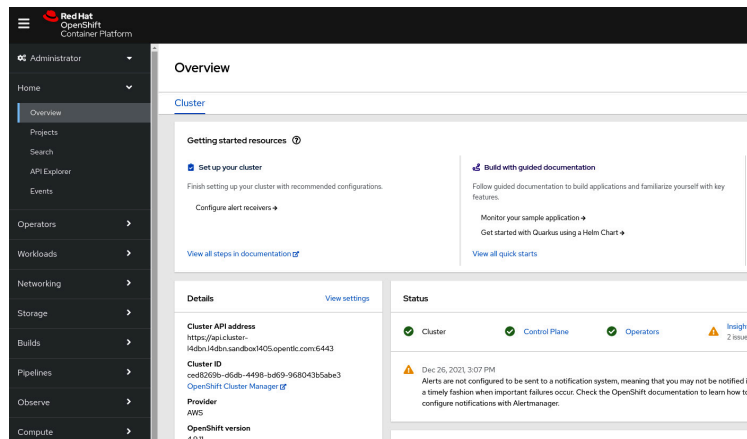 Red Hat
OpenShift
Container Platform
Administrator
Home
Overview
Projects
Search
API Explorer
Events
Operators
Workloads
Networking
Storage
Builds
Pipelines
Observe
Compute
Overview
Cluster
Getting started resources
Set up your cluster
Finish setting up your cluster with recommended configurations.
Configure alert receivers
View all steps in documentation
Build with guided documentation
Follow guided documentation to build applications and familiarize yourself with key
features.
Monitor your sample application
Get started with Quarkus using a Helm Chart
View all quick starts
Details
View settings
Cluster API address
https://api.cluster-
l4dbn.l4dbn.sandbox1405.opentlc.com:6443
Cluster ID
ced8269b-d6db-4498-bd69-968043b5abe3
OpenShift Cluster Manager
Provider
AWS
OpenShift version
Status
Cluster
Control Plane
Operators
Insight
2 issue
Dec 26, 2021, 3:07 PM
Alerts are not configured to be sent to a notification system, meaning that you may not be notified i
a timely fashion when important failures occur. Check the OpenShift documentation to learn how to
configure notifications with Alertmanager.